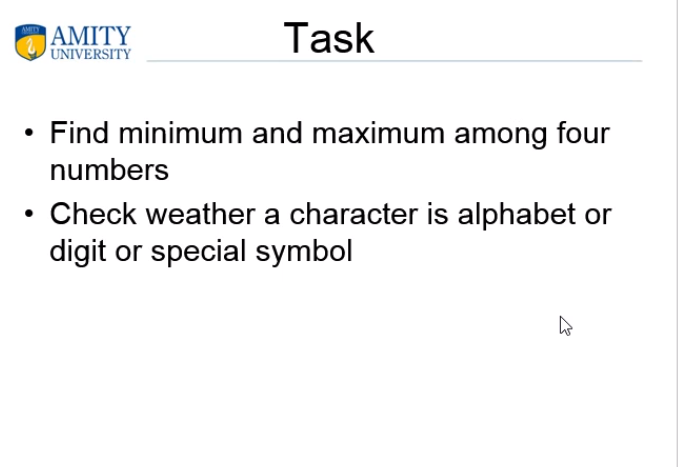 AMITY
UNIVERSITY
Task
• Find minimum and maximum among four
numbers
• Check weather a character is alphabet or
digit or special symbol